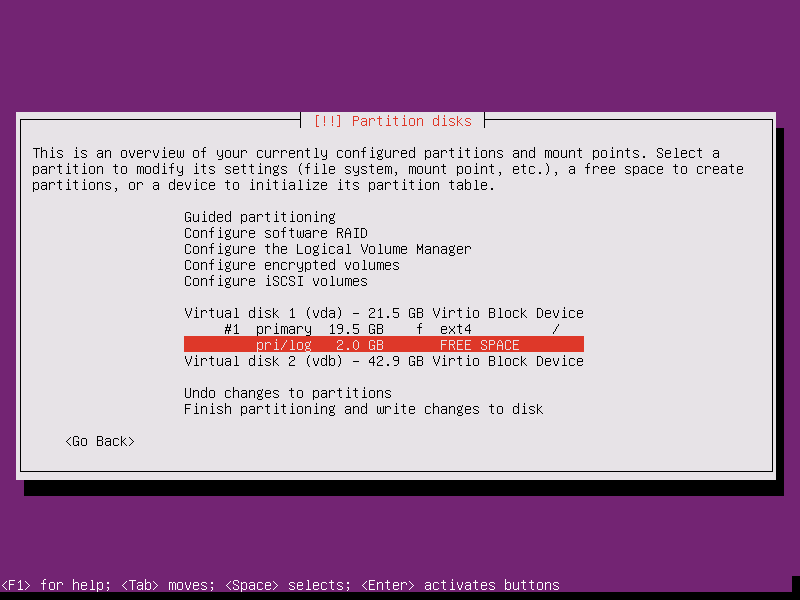 [!!] Partition disks
This is an overview of your currently configured partitions and mount points. Select a
partition to modify its settings (file system, mount point, etc.), a free space to create
partitions, or a device to initialize its partition table.
Guided partitioning
Configure software RAID
Configure the Logical Volume Manager
Configure encrypted volumes
Configure iSCSI volumes
Virtual disk 1 (vda) - 21.5 GB Virtio Block Device
#1 primary 19.5 GB f ext4 /
pri/log 2.0 GB FREE SPACE
Virtual disk 2 (vdb) - 42.9 GB Virtio Block Device
Undo changes to partitions
Finish partitioning and write changes to disk
<Go Back>
<F1> for help; <Tab> moves; <Space> selects; <Enter> activates buttons